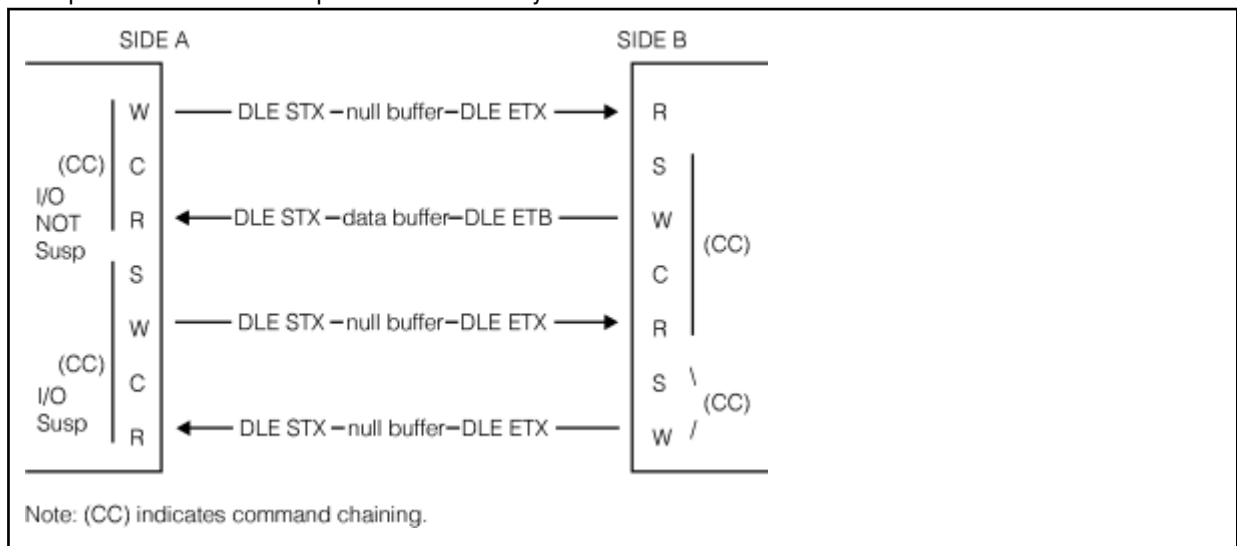 SIDE A SIDE B
W DLE STX –null buffer–DLE ETX R
(CC) C S
I/O
NOT R DLE STX –data buffer–DLE ETB W
Susp (CC)
S C
W DLE STX –null buffer–DLE ETX R
(CC) C S \
I/O (CC)
Susp R DLE STX –null buffer–DLE ETX W /
Note: (CC) indicates command chaining.